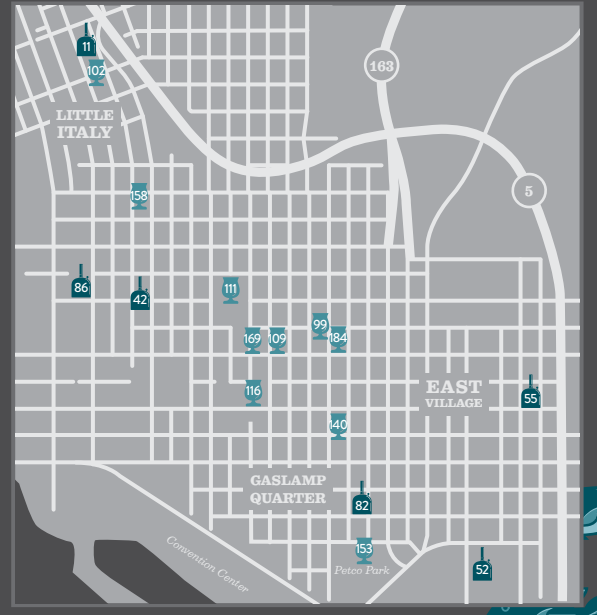 11
102
163
LITTLE
ITALY
158
5
86
42
111
99
169
109
184
116
EAST
VILLAGE
55
140
GASLAMP
QUARTER
82
153
Convention Center
Petco Park
52